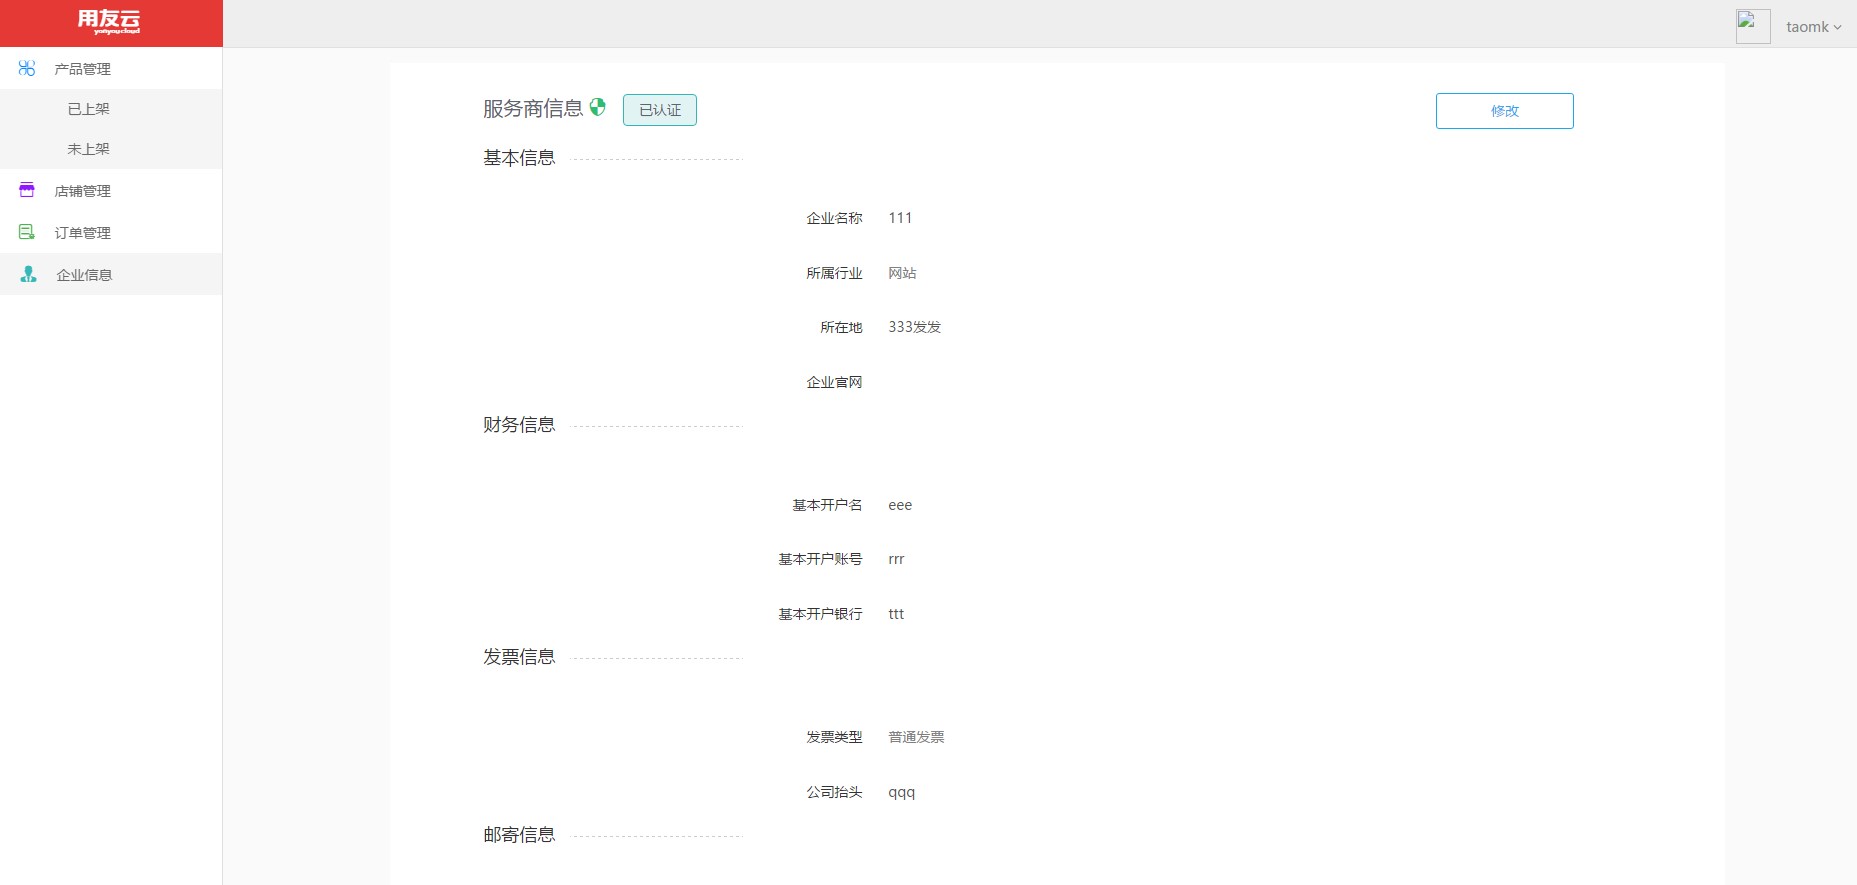 用友云
yonyoucloud
taomk
产品管理
已上架
未上架
店铺管理
订单管理
企业信息
服务商信息 已认证 修改
基本信息
企业名称 111
所属行业 网站
所在地 333发发
企业官网
财务信息
基本开户名 eee
基本开户账号 rrr
基本开户银行 ttt
发票信息
发票类型 普通发票
公司抬头 qqq
邮寄信息